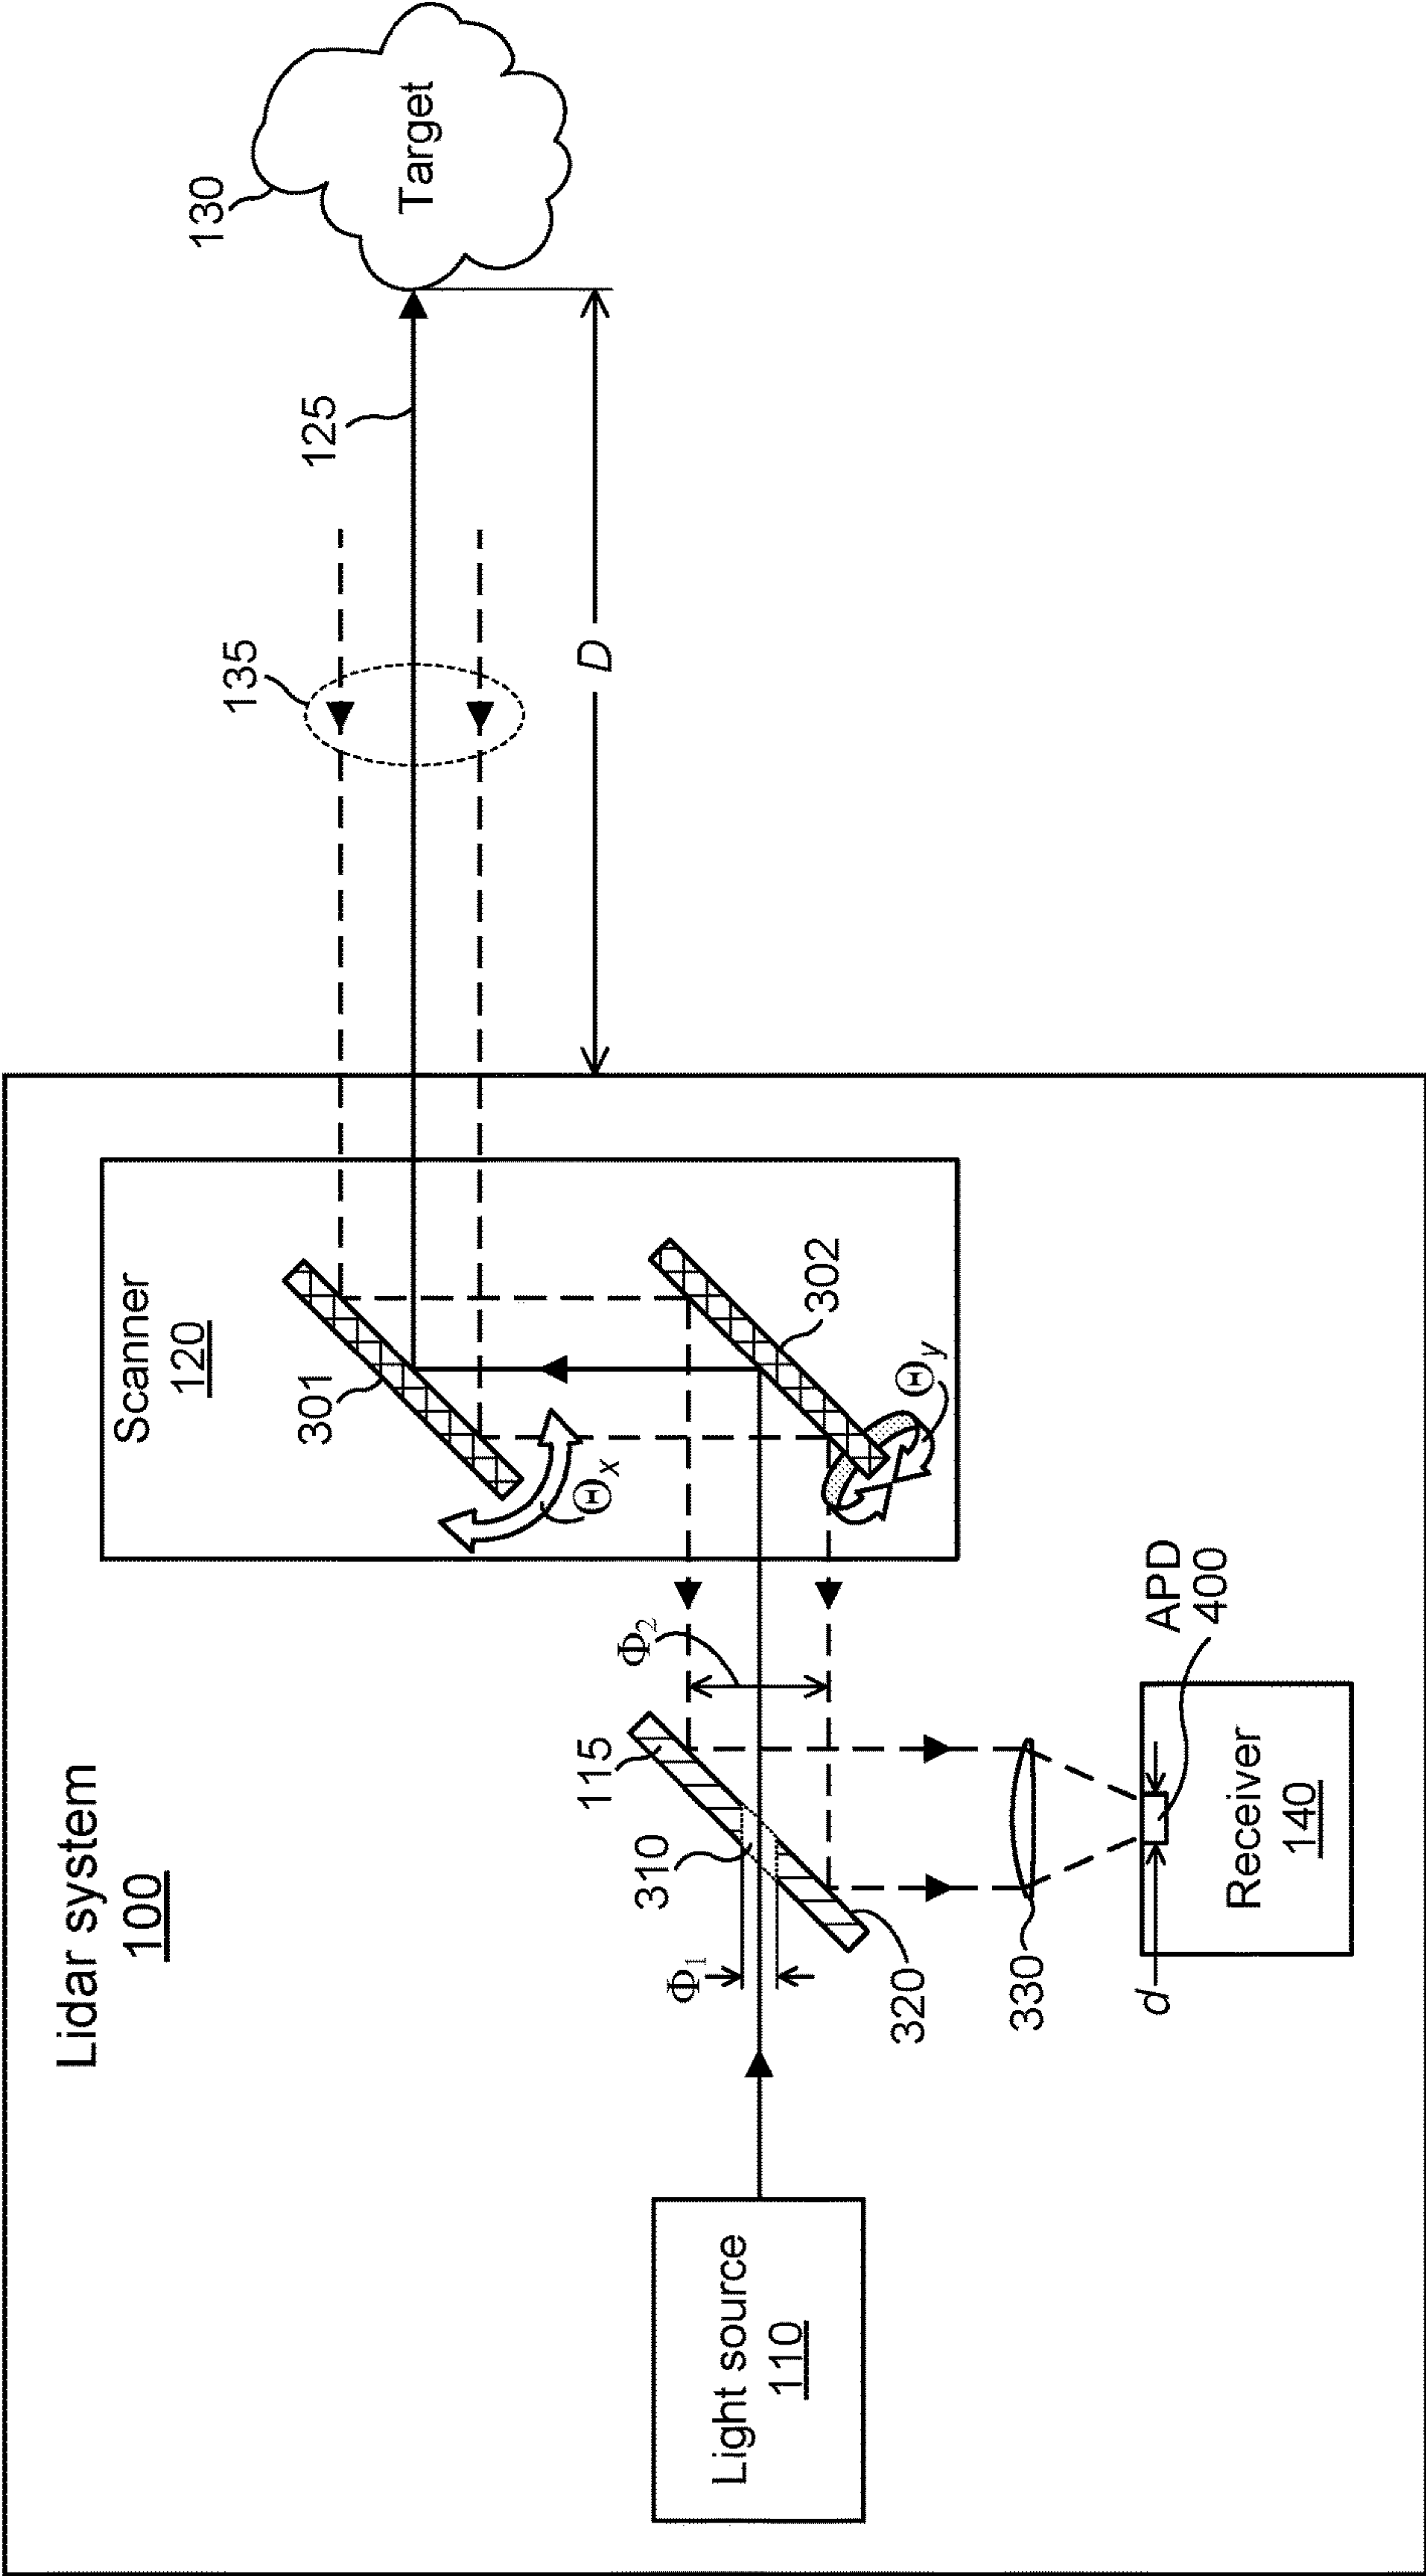 Lidar system
100
Light source
110
Φ1
310
115
320
Φ2
330
d
APD
400
Receiver
140
Scanner
120
301
Θx
302
Θy
135
125
D
130
Target